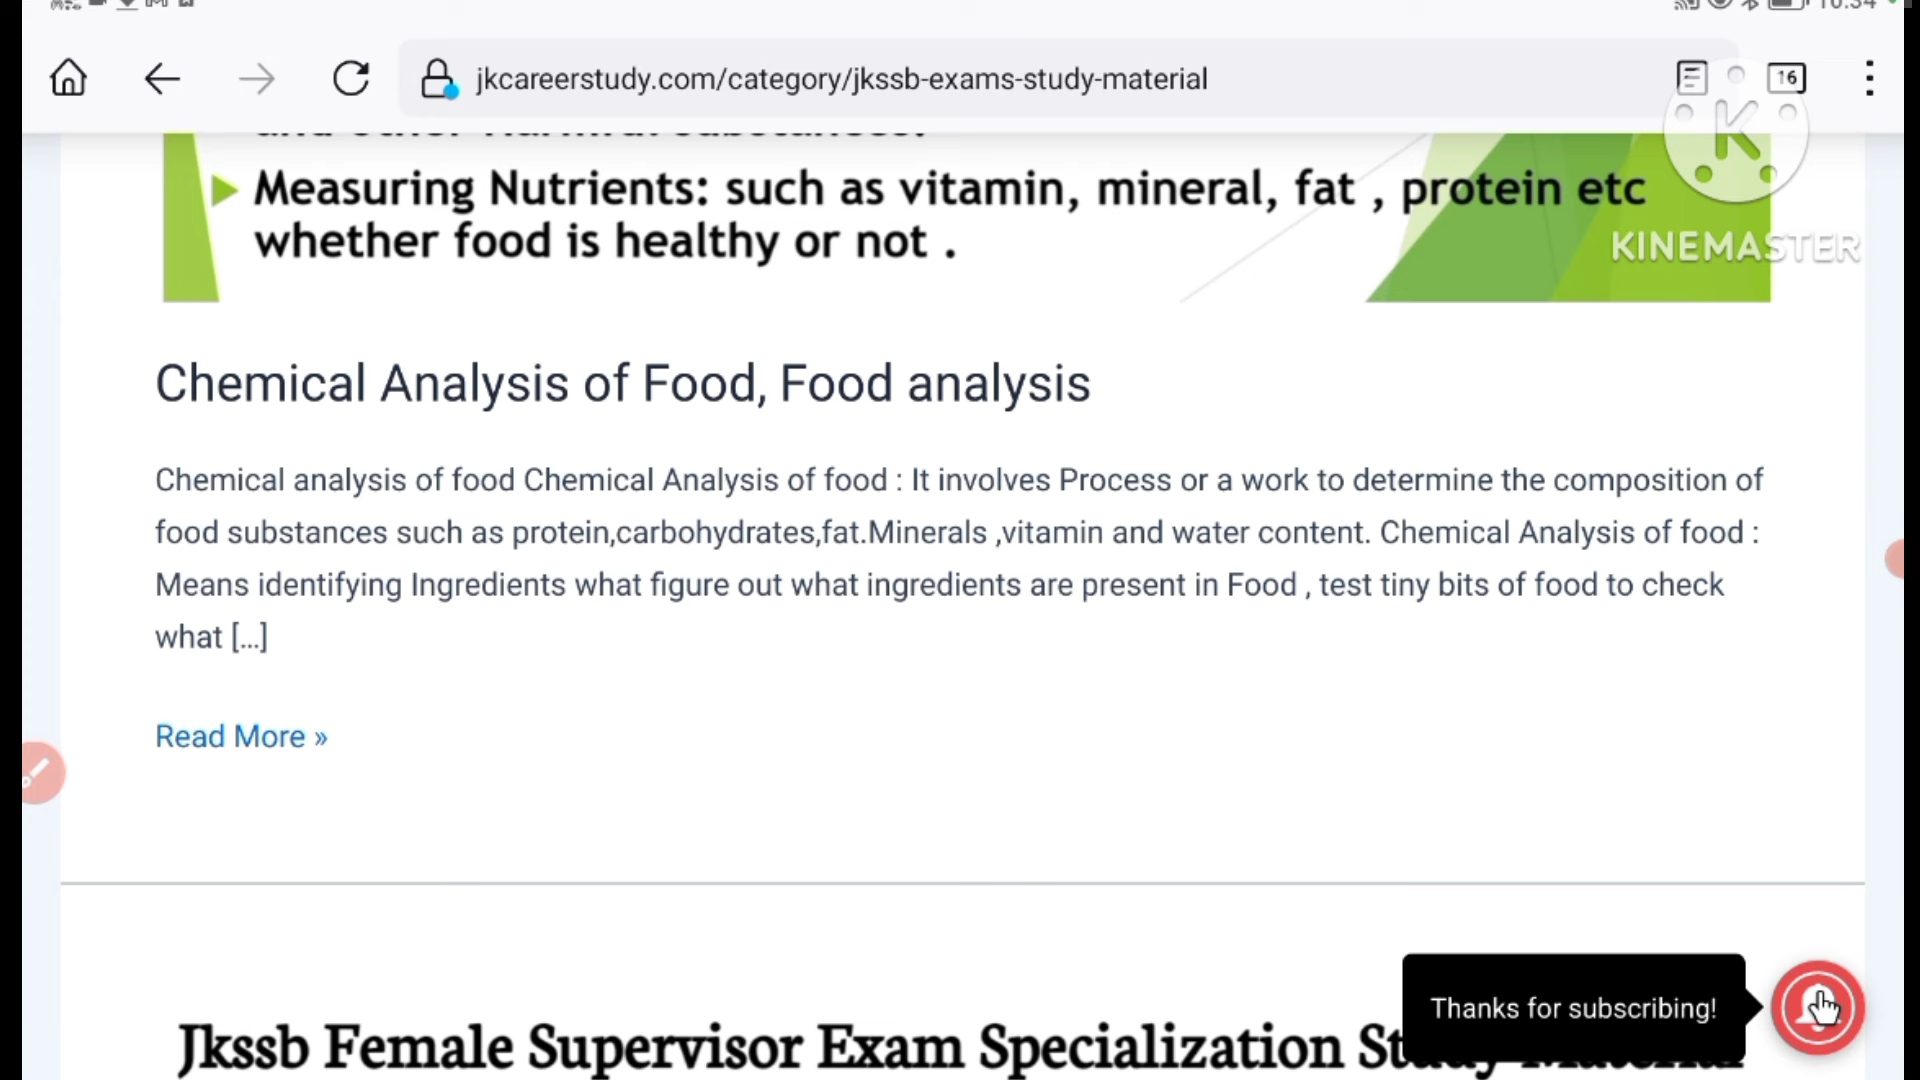 jkcareerstudy.com/category/jkssb-exams-study-material
16
K
KINEMASTER
Measuring Nutrients: such as vitamin, mineral, fat , protein etc
whether food is healthy or not .
Chemical Analysis of Food, Food analysis
Chemical analysis of food Chemical Analysis of food : It involves Process or a work to determine the composition of
food substances such as protein,carbohydrates,fat.Minerals ,vitamin and water content. Chemical Analysis of food :
Means identifying Ingredients what figure out what ingredients are present in Food , test tiny bits of food to check
what [...]
Read More »
Thanks for subscribing!
Jkssb Female Supervisor Exam Specialization Study Material